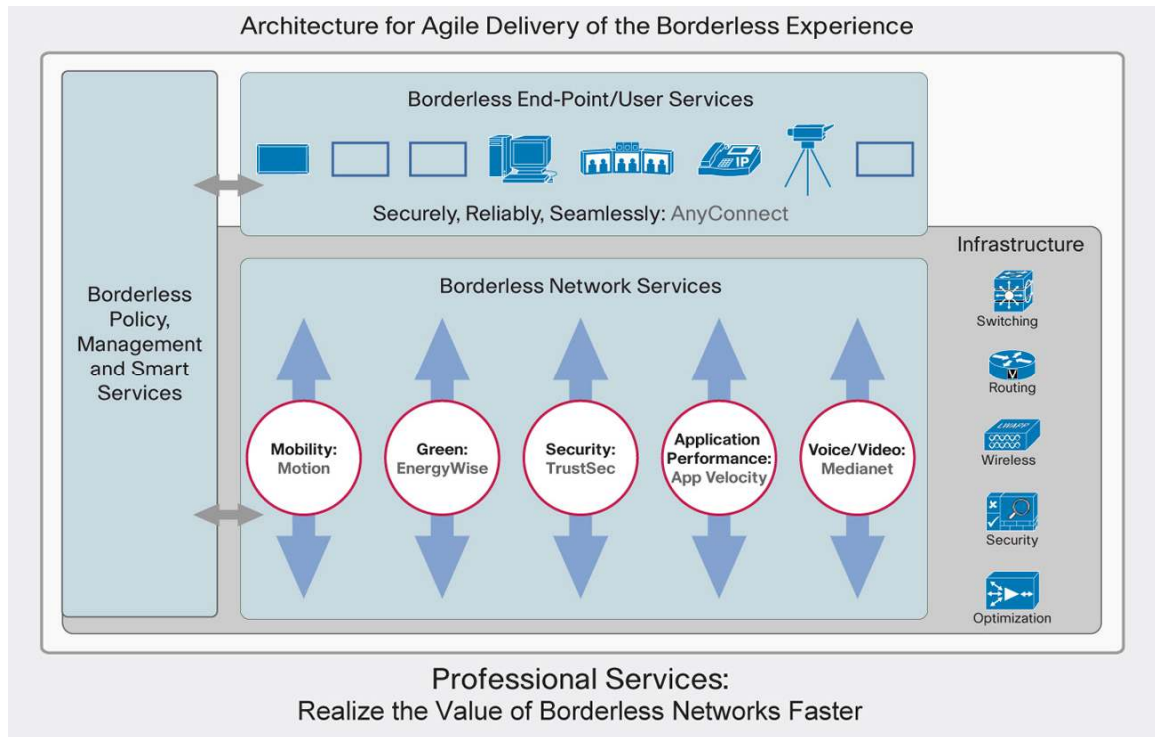 Architecture for Agile Delivery of the Borderless Experience
Borderless End-Point/User Services
IP
Securely, Reliably, Seamlessly: AnyConnect
Borderless
Policy,
Management
and Smart
Services
Borderless Network Services
Mobility:
Motion
Green:
EnergyWise
Security:
TrustSec
Application
Performance:
App Velocity
Voice/Video:
Medianet
Infrastructure
Switching
V
Routing
LWAPP
Wireless
Security
Optimization
Professional Services:
Realize the Value of Borderless Networks Faster